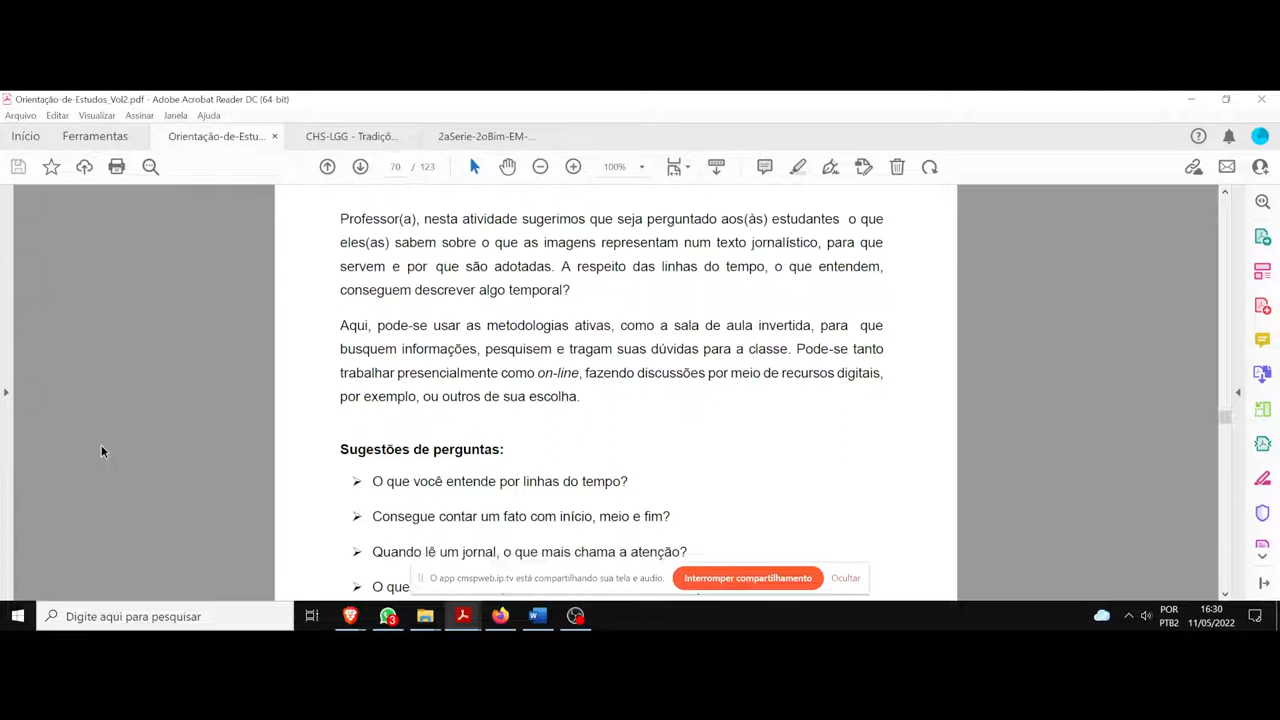 Orientação-de-Estudos_Vol2.pdf - Adobe Acrobat Reader DC (64-bit)
Arquivo Editar Visualizar Assinar Janela Ajuda
Início Ferramentas Orientação-de-Estu... × CHS-LGG - Tradiçõ... 2aSerie-2oBim-EM-...
70 / 123 100%
Professor(a), nesta atividade sugerimos que seja perguntado aos(às) estudantes o que
eles(as) sabem sobre o que as imagens representam num texto jornalístico, para que
servem e por que são adotadas. A respeito das linhas do tempo, o que entendem,
conseguem descrever algo temporal?
Aqui, pode-se usar as metodologias ativas, como a sala de aula invertida, para que
busquem informações, pesquisem e tragam suas dúvidas para a classe. Pode-se tanto
trabalhar presencialmente como on-line, fazendo discussões por meio de recursos digitais,
por exemplo, ou outros de sua escolha.
Sugestões de perguntas:
➢ O que você entende por linhas do tempo?
➢ Consegue contar um fato com início, meio e fim?
➢ Quando lê um jornal, o que mais chama a atenção?
O app cmspweb.ip.tv está compartilhando sua tela e audio. Interromper compartilhamento Ocultar
➢ O que
Digite aqui para pesquisar
3
POR
PTB2
16:30
11/05/2022